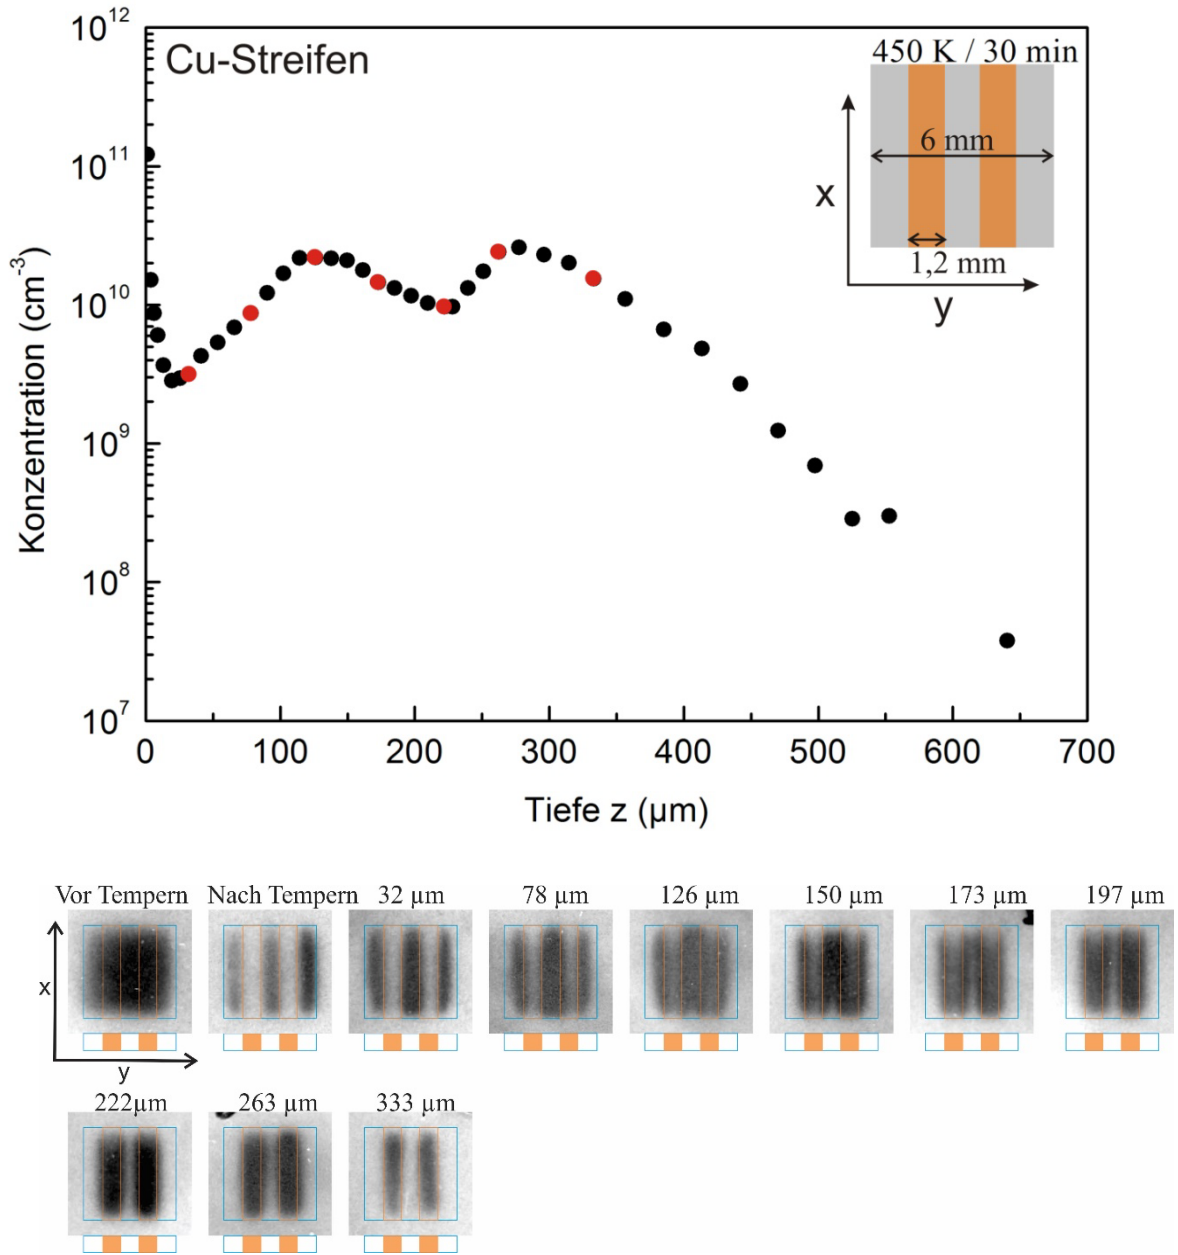 10^12
Cu-Streifen
450 K / 30 min
6 mm
x
1,2 mm
y
10^11
10^10
10^9
10^8
10^7
Konzentration (cm^-3)
0 100 200 300 400 500 600 700
Tiefe z (µm)
Vor Tempern Nach Tempern 32 µm 78 µm 126 µm 150 µm 173 µm 197 µm
x
y
222µm 263 µm 333 µm